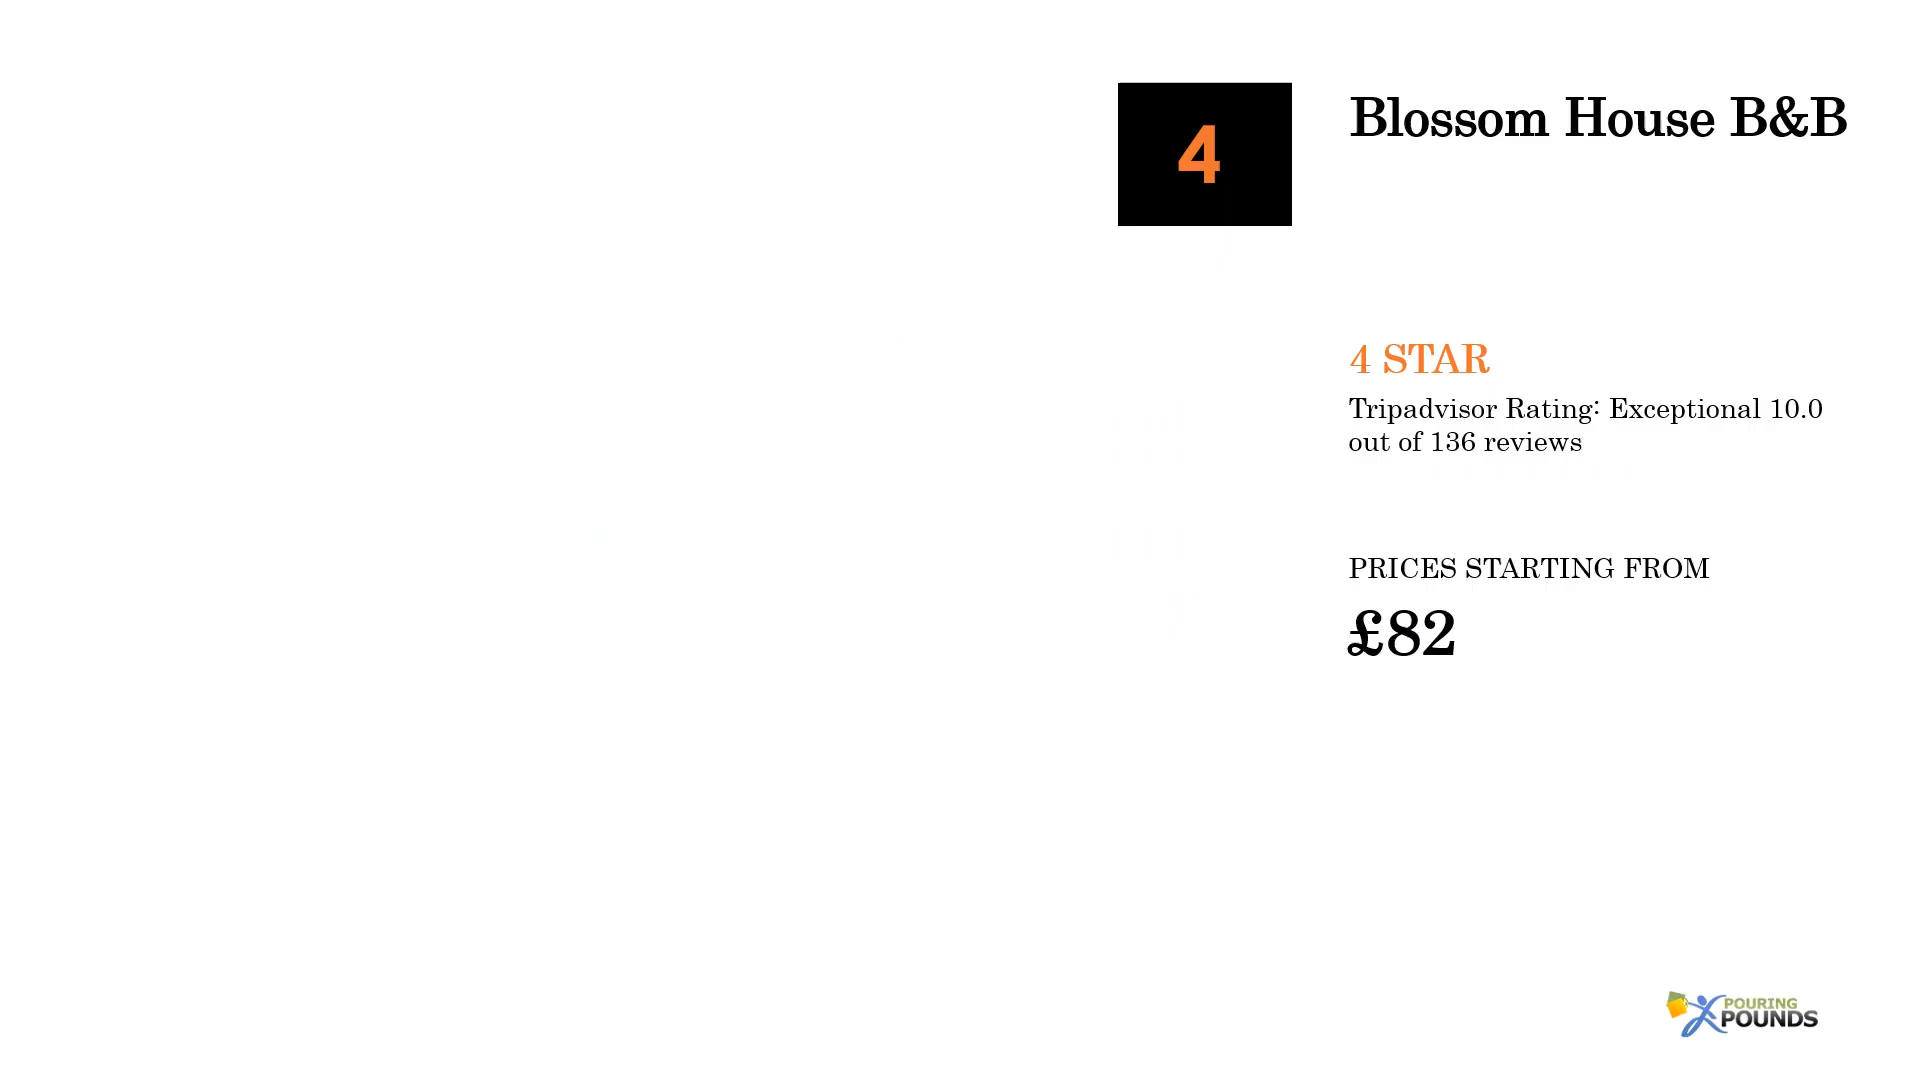 4
Blossom House B&B
4 STAR
Tripadvisor Rating: Exceptional 10.0
out of 136 reviews
PRICES STARTING FROM
£82
POURING
POUNDS